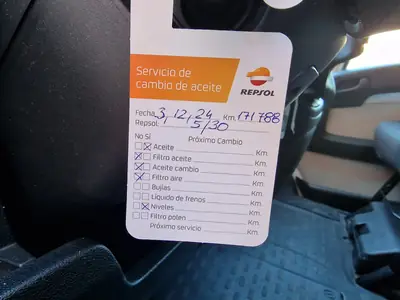 Servicio de
cambio de aceite
REPSOL
Fecha 3, 12, 24 Km. 171788
Repsol: 5/30
No Sí Próximo Cambio
Aceite Km.
Filtro aceite Km.
Aceite cambio Km.
Filtro aire Km.
Bujías Km.
Líquido de frenos Km.
Niveles Km.
Filtro polen Km.
Próximo servicio Km.